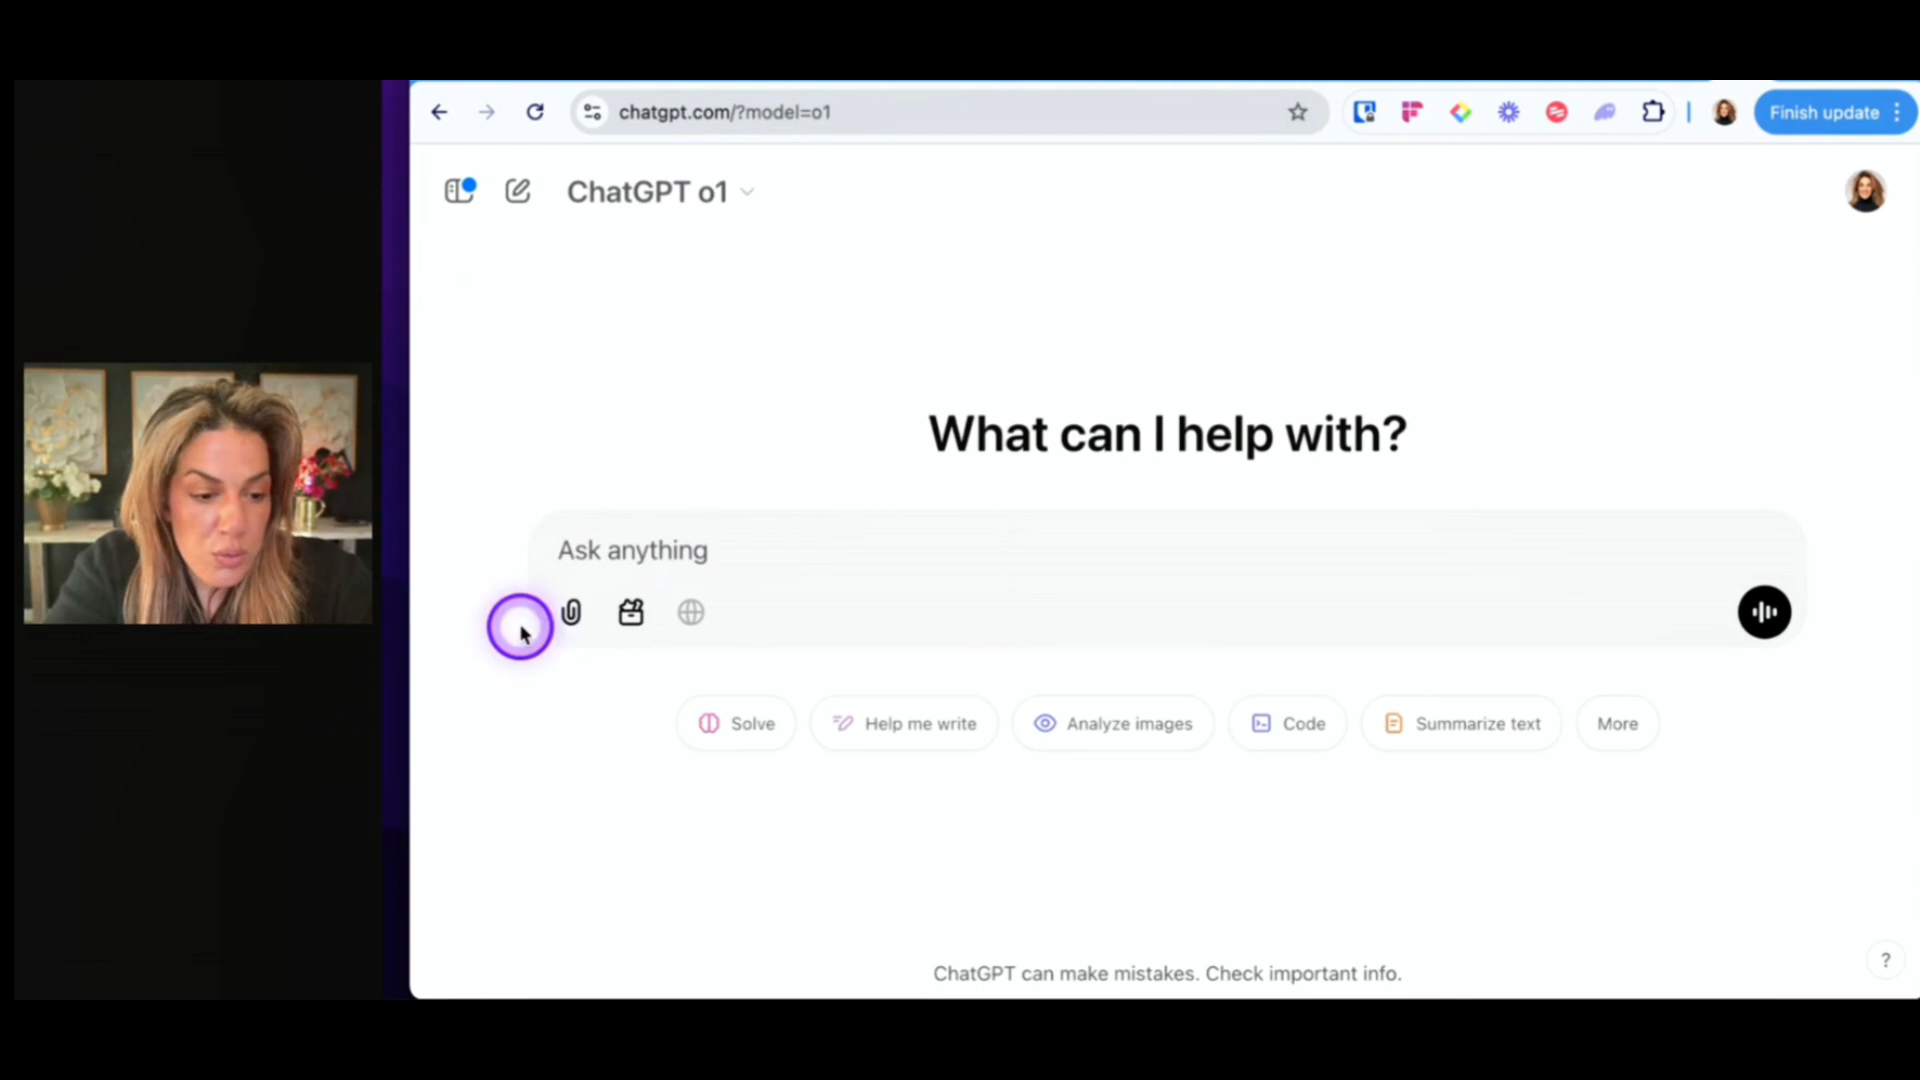 chatgpt.com/?model=o1
Finish update
ChatGPT o1
What can I help with?
Ask anything
Solve
Help me write
Analyze images
Code
Summarize text
More
ChatGPT can make mistakes. Check important info.
?